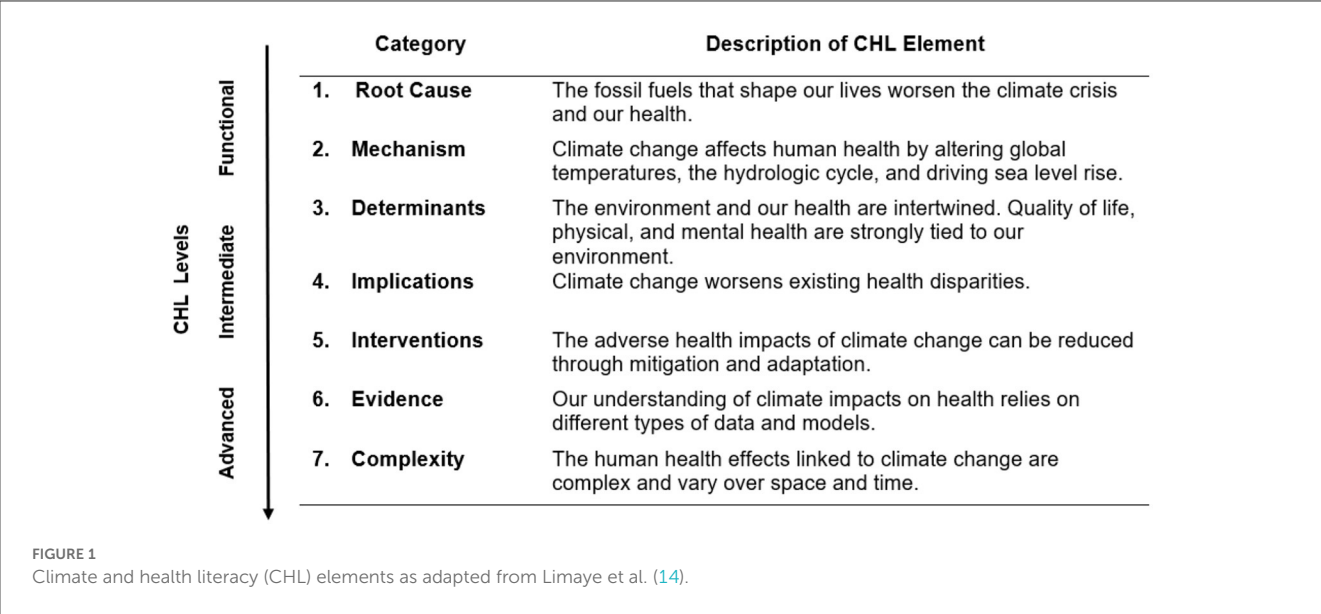 Category Description of CHL Element
CHL Levels
Functional
Intermediate
Advanced
1. Root Cause The fossil fuels that shape our lives worsen the climate crisis
and our health.
2. Mechanism Climate change affects human health by altering global
temperatures, the hydrologic cycle, and driving sea level rise.
3. Determinants The environment and our health are intertwined. Quality of life,
physical, and mental health are strongly tied to our
environment.
4. Implications Climate change worsens existing health disparities.
5. Interventions The adverse health impacts of climate change can be reduced
through mitigation and adaptation.
6. Evidence Our understanding of climate impacts on health relies on
different types of data and models.
7. Complexity The human health effects linked to climate change are
complex and vary over space and time.
FIGURE 1
Climate and health literacy (CHL) elements as adapted from Limaye et al. (14).